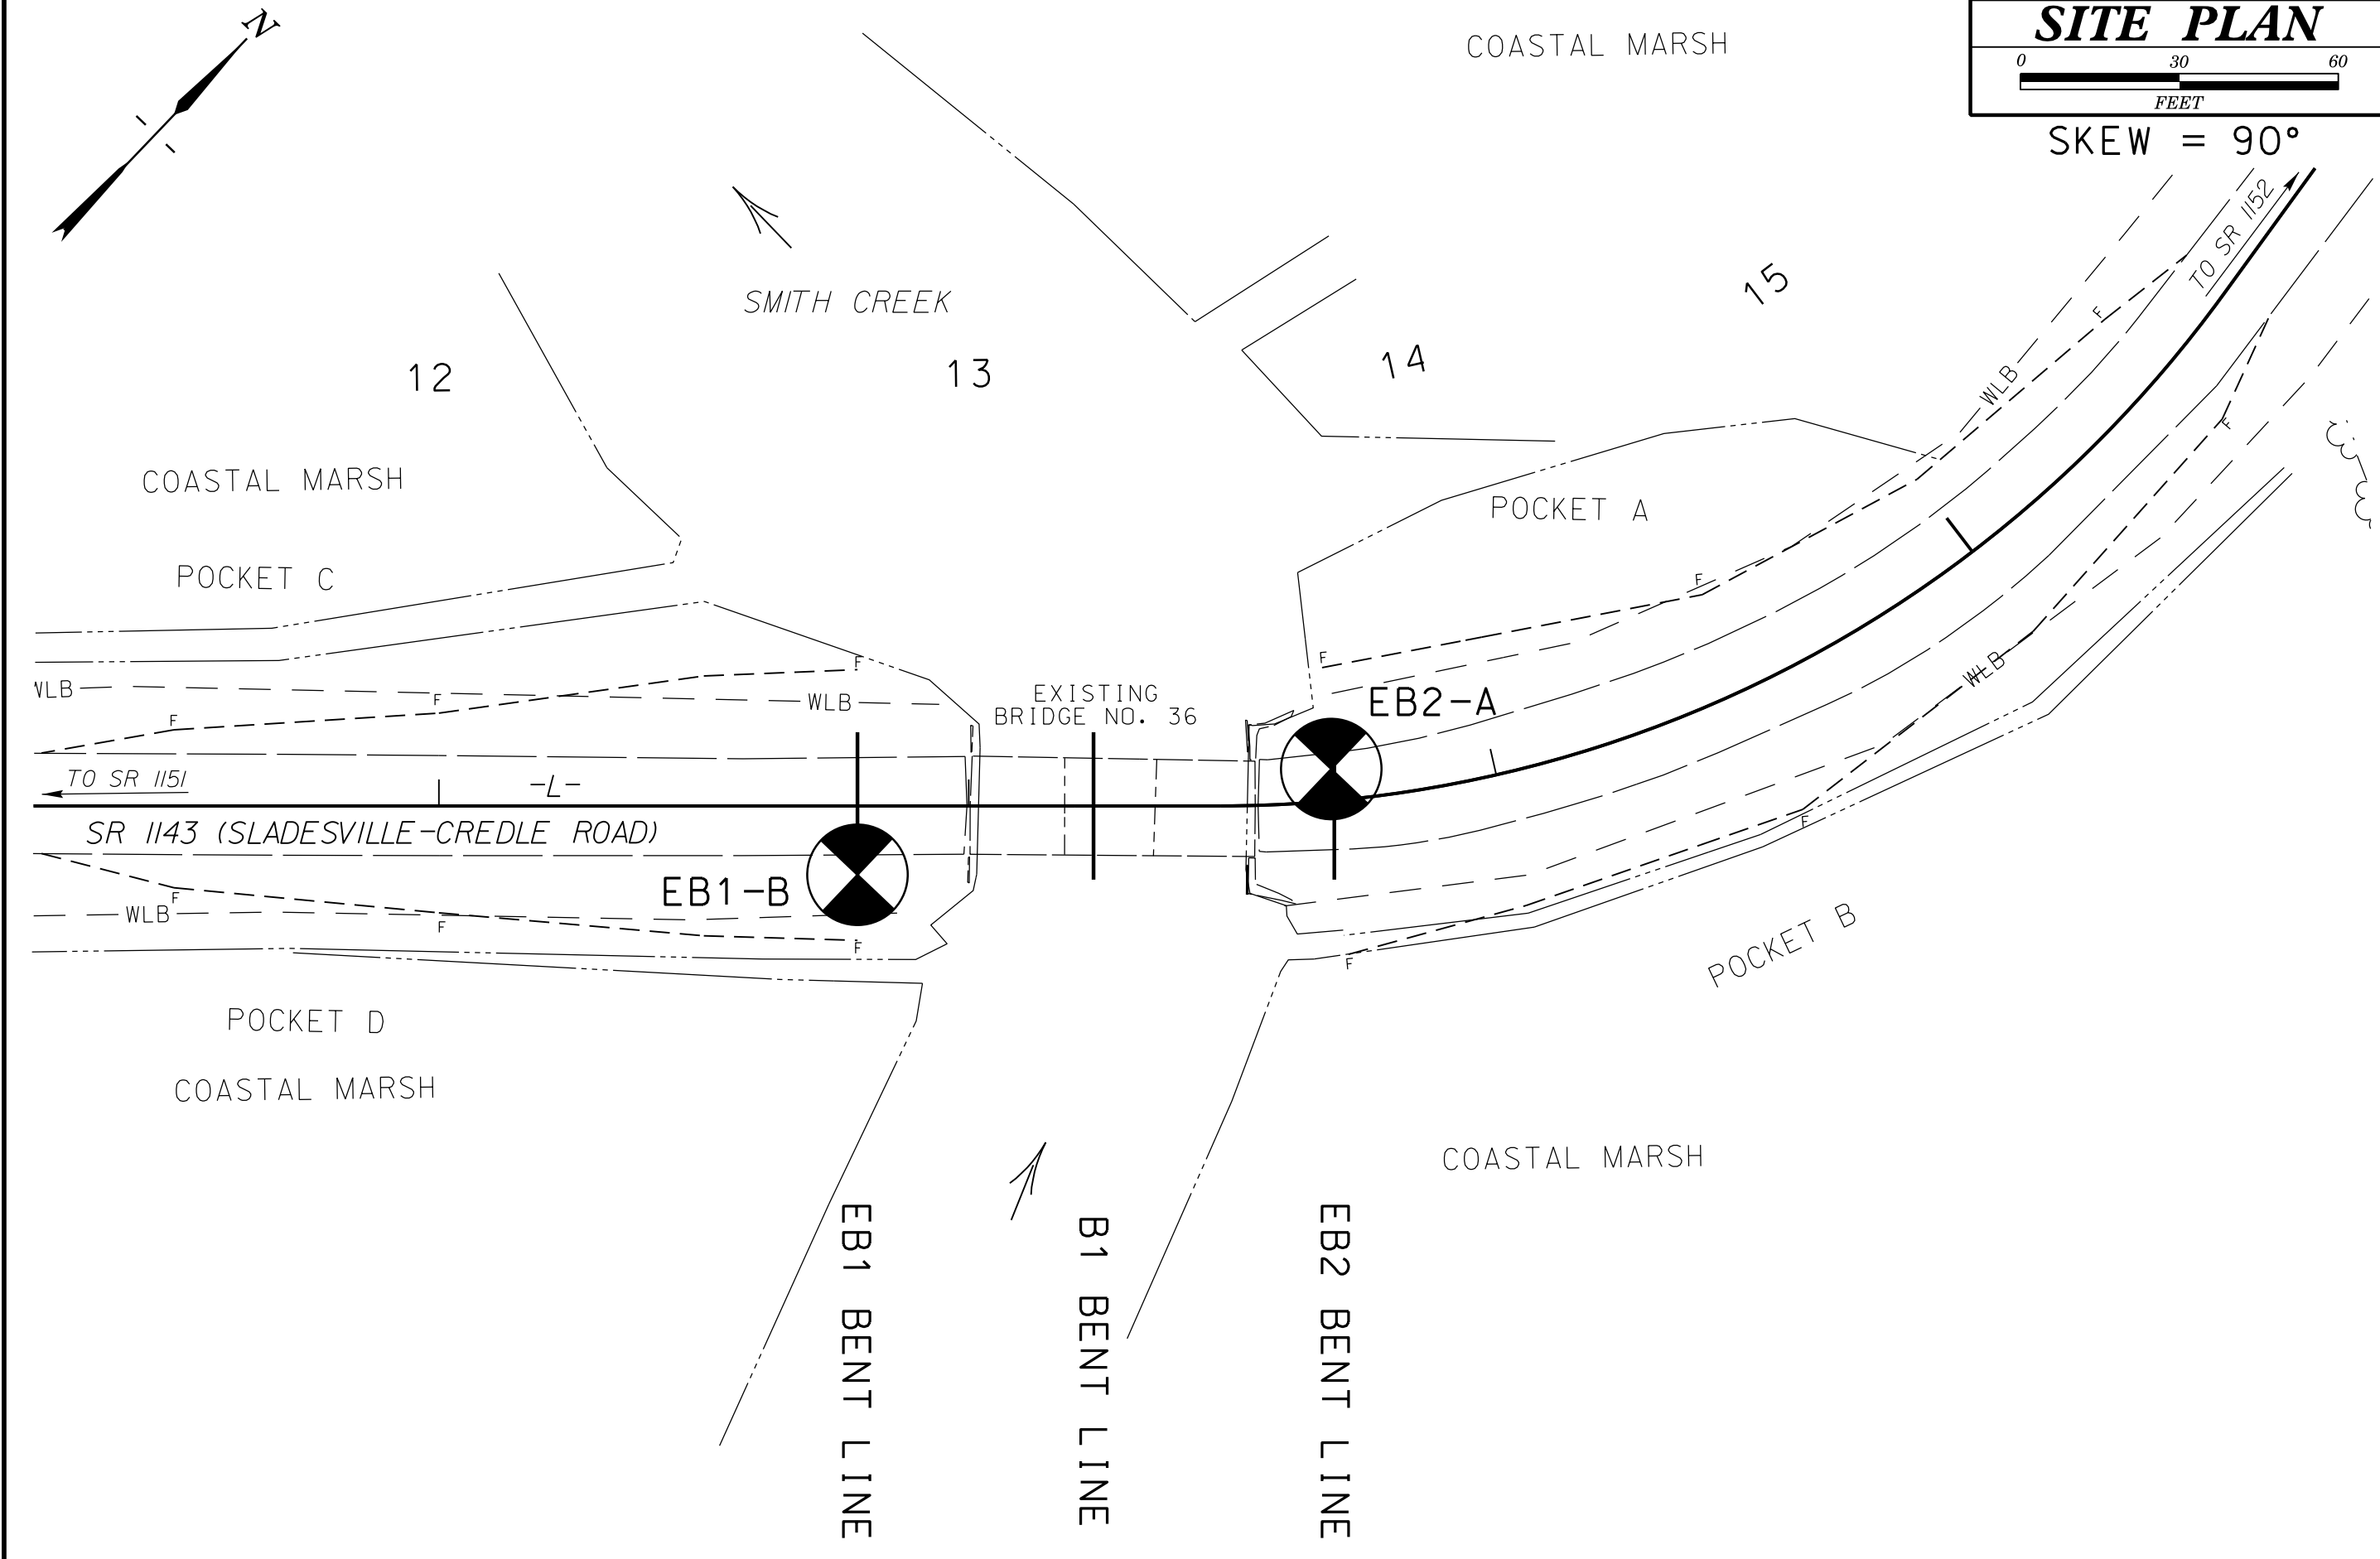 N
COASTAL MARSH
SITE PLAN
0 30 60
FEET
SKEW = 90°
TO SR 1152
SMITH CREEK
15
14
13
12
F
WLB
F
COASTAL MARSH
POCKET A
POCKET C
F
F
F
WLB
WLB
WLB
F
F
EXISTING
BRIDGE NO. 36
EB2-A
TO SR 1151
-L-
SR 1143 (SLADESVILLE-CREDLE ROAD)
F
EB1-B
F
WLB
F
F
F
POCKET B
POCKET D
COASTAL MARSH
COASTAL MARSH
EB1 BENT LINE
B1 BENT LINE
EB2 BENT LINE